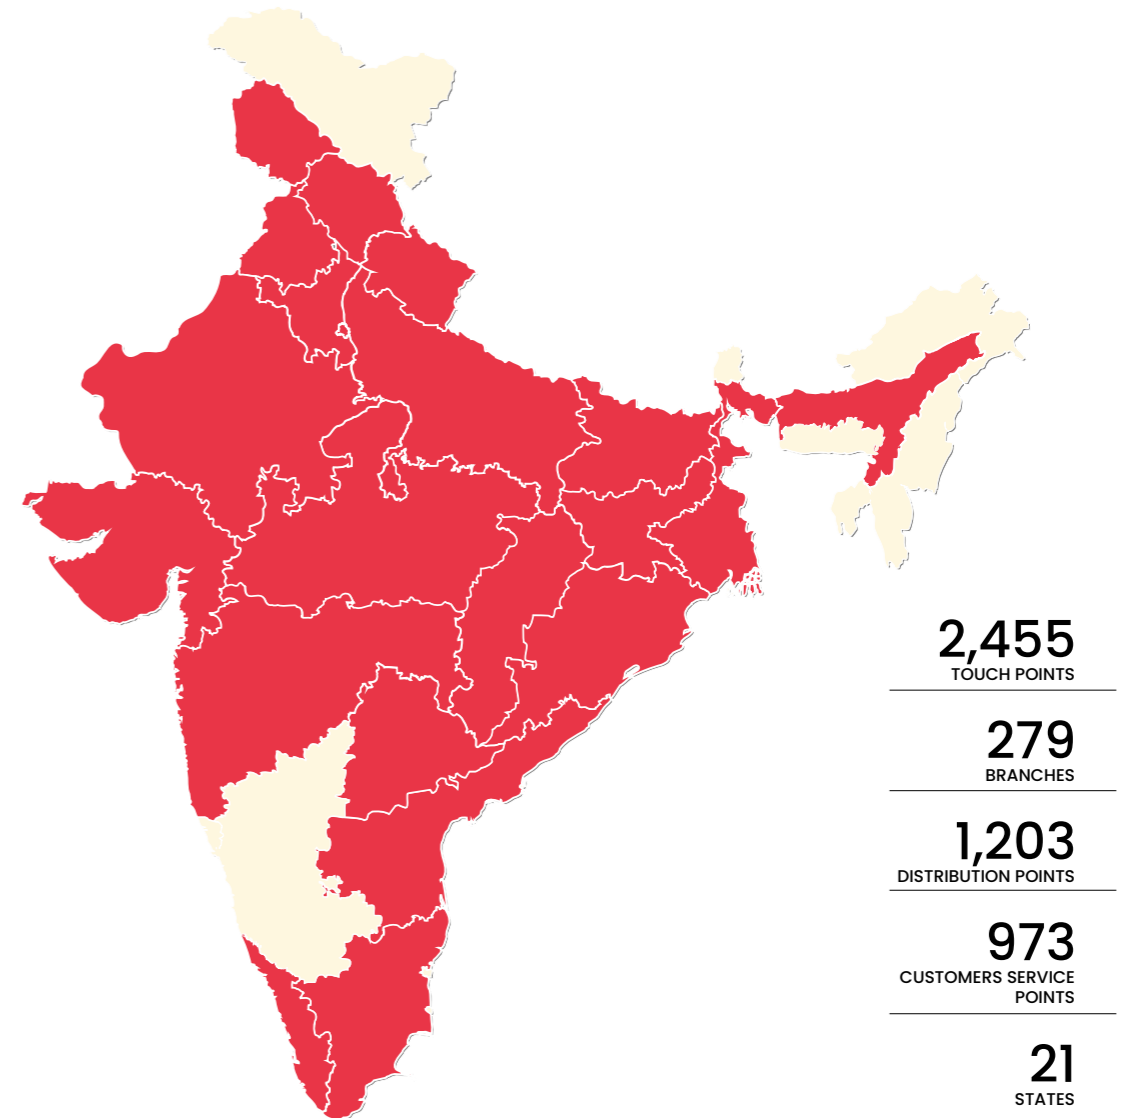 2,455
TOUCH POINTS
279
BRANCHES
1,203
DISTRIBUTION POINTS
973
CUSTOMERS SERVICE
POINTS
21
STATES